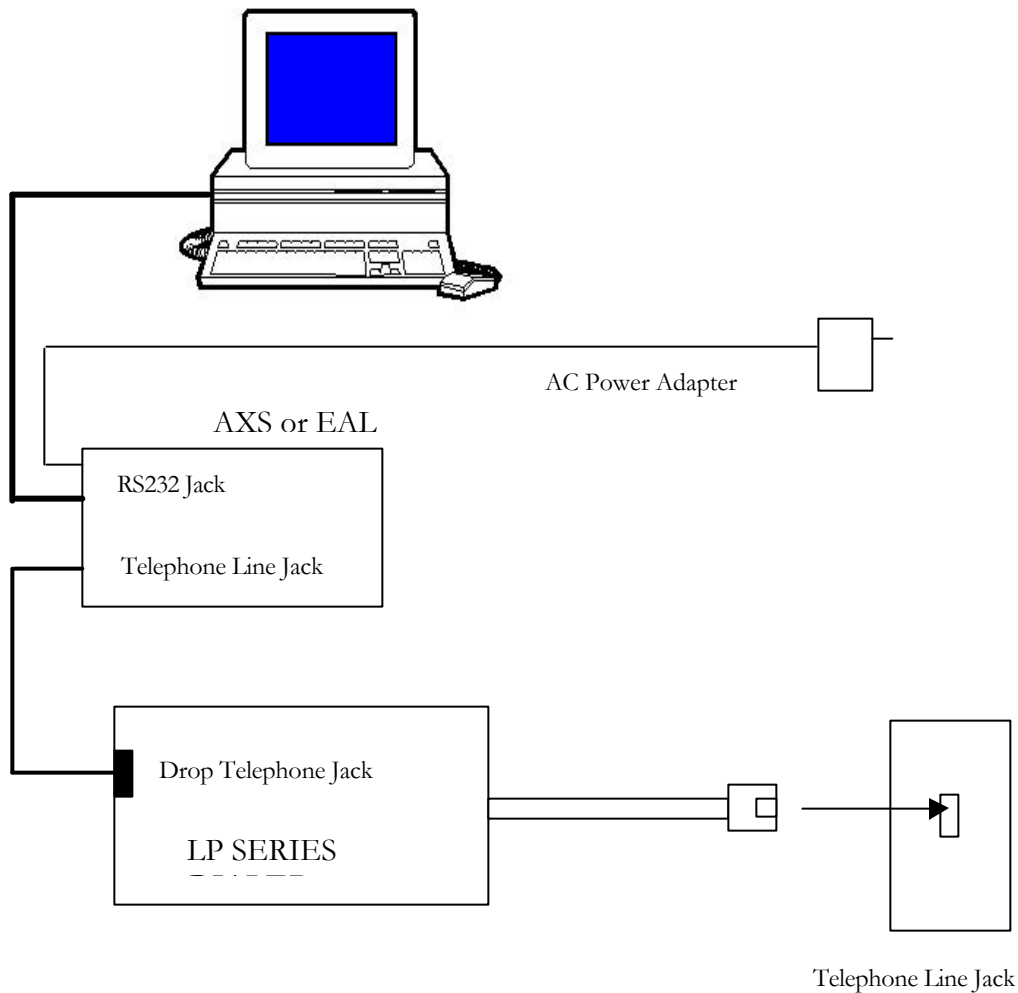 AC Power Adapter
AXS or EAL
RS232 Jack
Telephone Line Jack
Drop Telephone Jack
LP SERIES
Telephone Line Jack